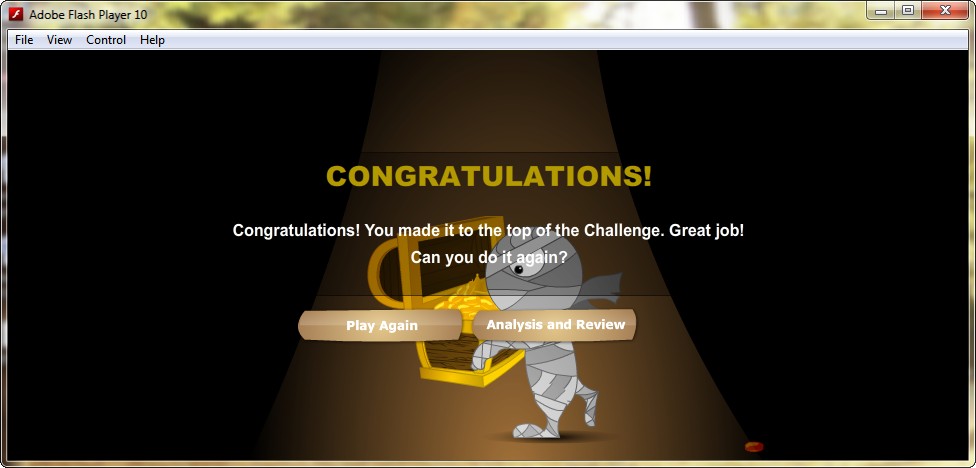 Adobe Flash Player 10
File View Control Help
CONGRATULATIONS!
Congratulations! You made it to the top of the Challenge. Great job!
Can you do it again?
Play Again Analysis and Review